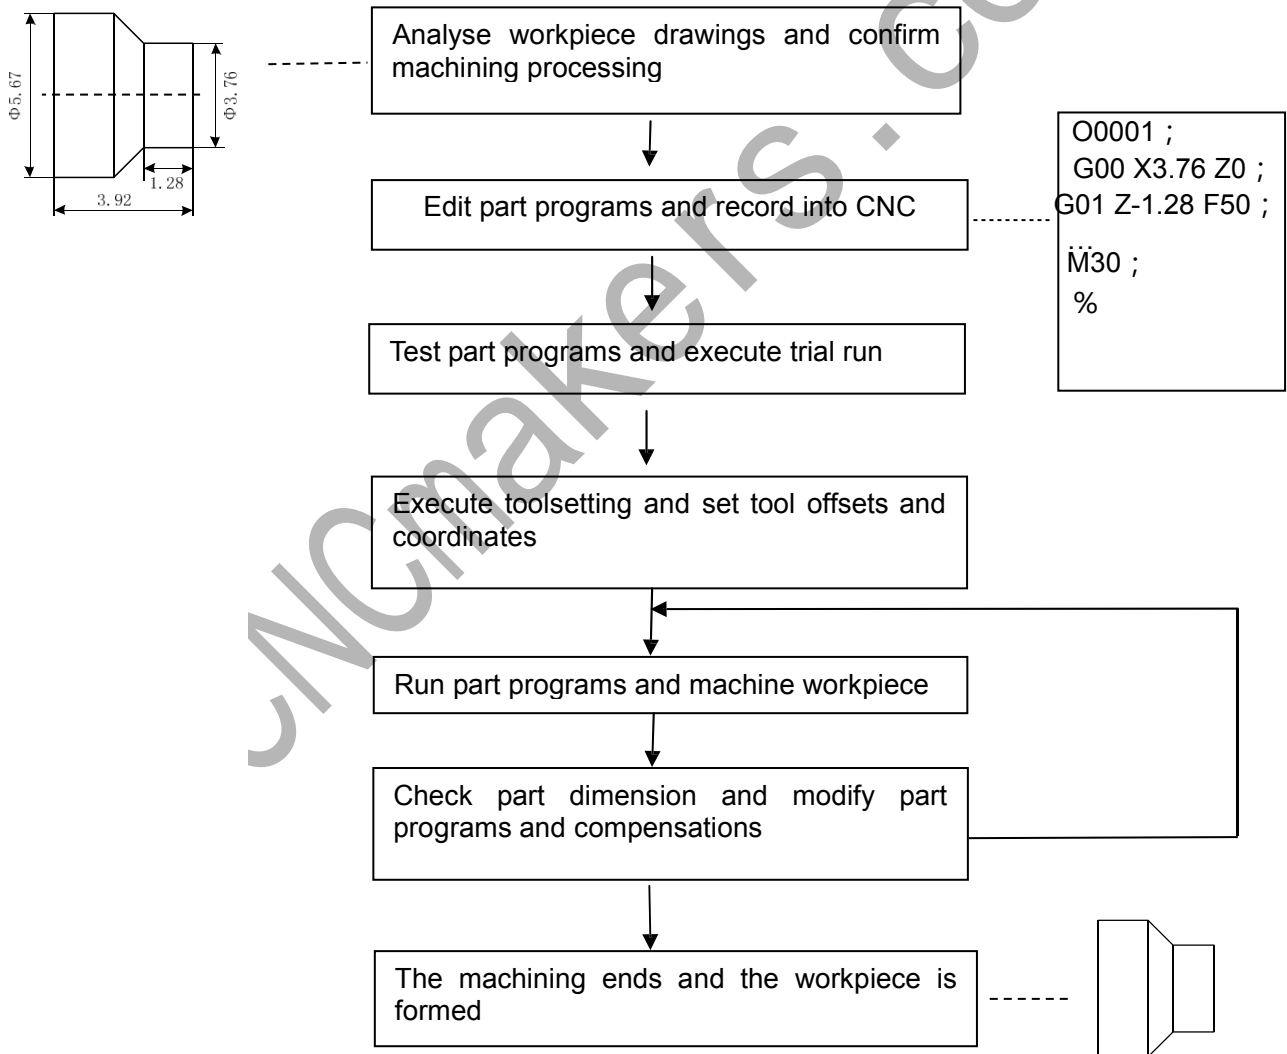 Φ5.67
Φ3.76
1.28
3.92
Analyse workpiece drawings and confirm
machining processing
Edit part programs and record into CNC
O0001 ;
G00 X3.76 Z0 ;
G01 Z-1.28 F50 ;
...
M30 ;
%
Test part programs and execute trial run
Execute toolsetting and set tool offsets and
coordinates
Run part programs and machine workpiece
Check part dimension and modify part
programs and compensations
The machining ends and the workpiece is
formed
CNCmakers.co